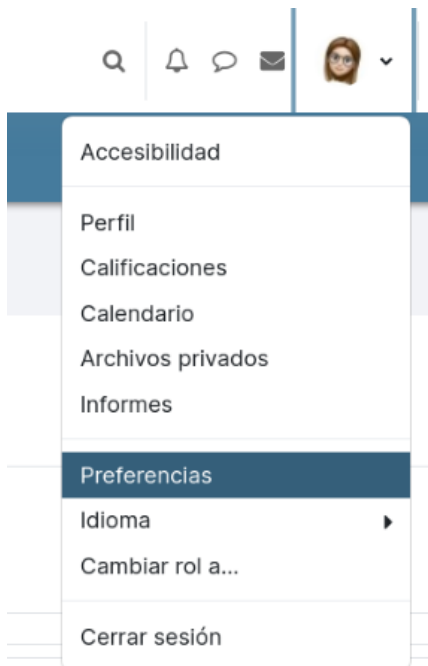 Accesibilidad
Perfil
Calificaciones
Calendario
Archivos privados
Informes
Preferencias
Idioma
Cambiar rol a...
Cerrar sesión